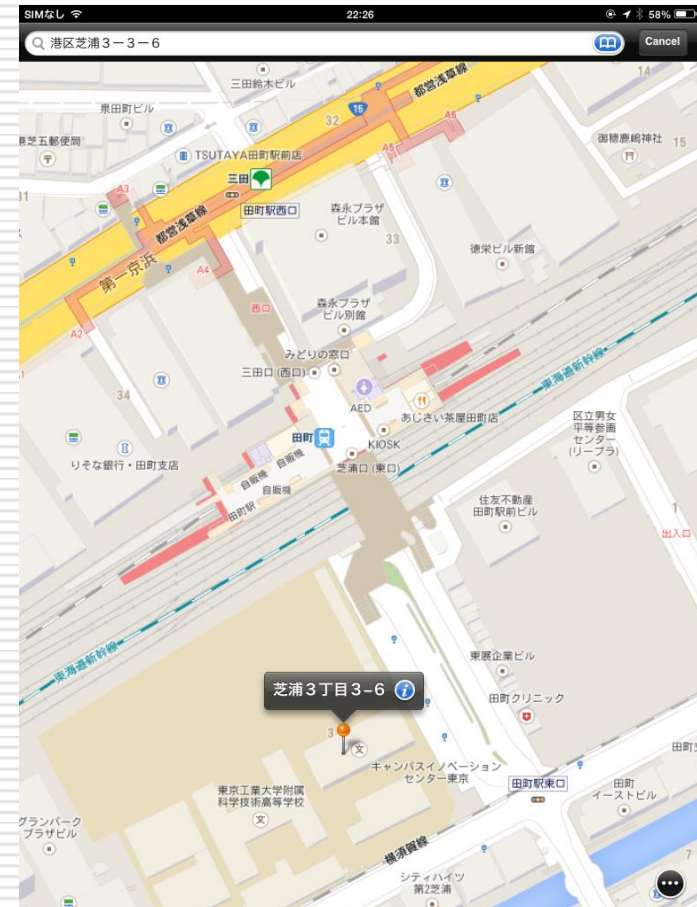 SIMなし
22:26
58%
港区芝浦３ー３ー６
Cancel
三田鈴木ビル
都営浅草線
14
泉田町ビル
15
32
A6
御穂鹿嶋神社
15
芝五郵便局
TSUTAYA田町駅前店
A5
三田
A3
田町駅西口
森永プラザ
ビル本館
都営浅草線
33
徳栄ビル新館
第一京浜
A4
西口
森永プラザ
ビル別館
A2
みどりの窓口
三田口 (西口)
東海道新幹線
34
AED
あじさい茶屋田町店
区立男女
平等参画
センター
(リーブラ)
田町
KIOSK
りそな銀行・田町支店
自販機
自販機
自販機
芝浦口 (東口)
田町駅
住友不動産
田町駅前ビル
1
出入口
東海道新幹線
東展企業ビル
芝浦３丁目３−６
田町クリニック
3
キャンパスイノベーション
センター東京
東京工業大学附属
科学技術高等学校
田町駅東口
田町
イーストビル
グランパーク
プラザビル
横須賀線
シティハイツ
第2芝浦
7